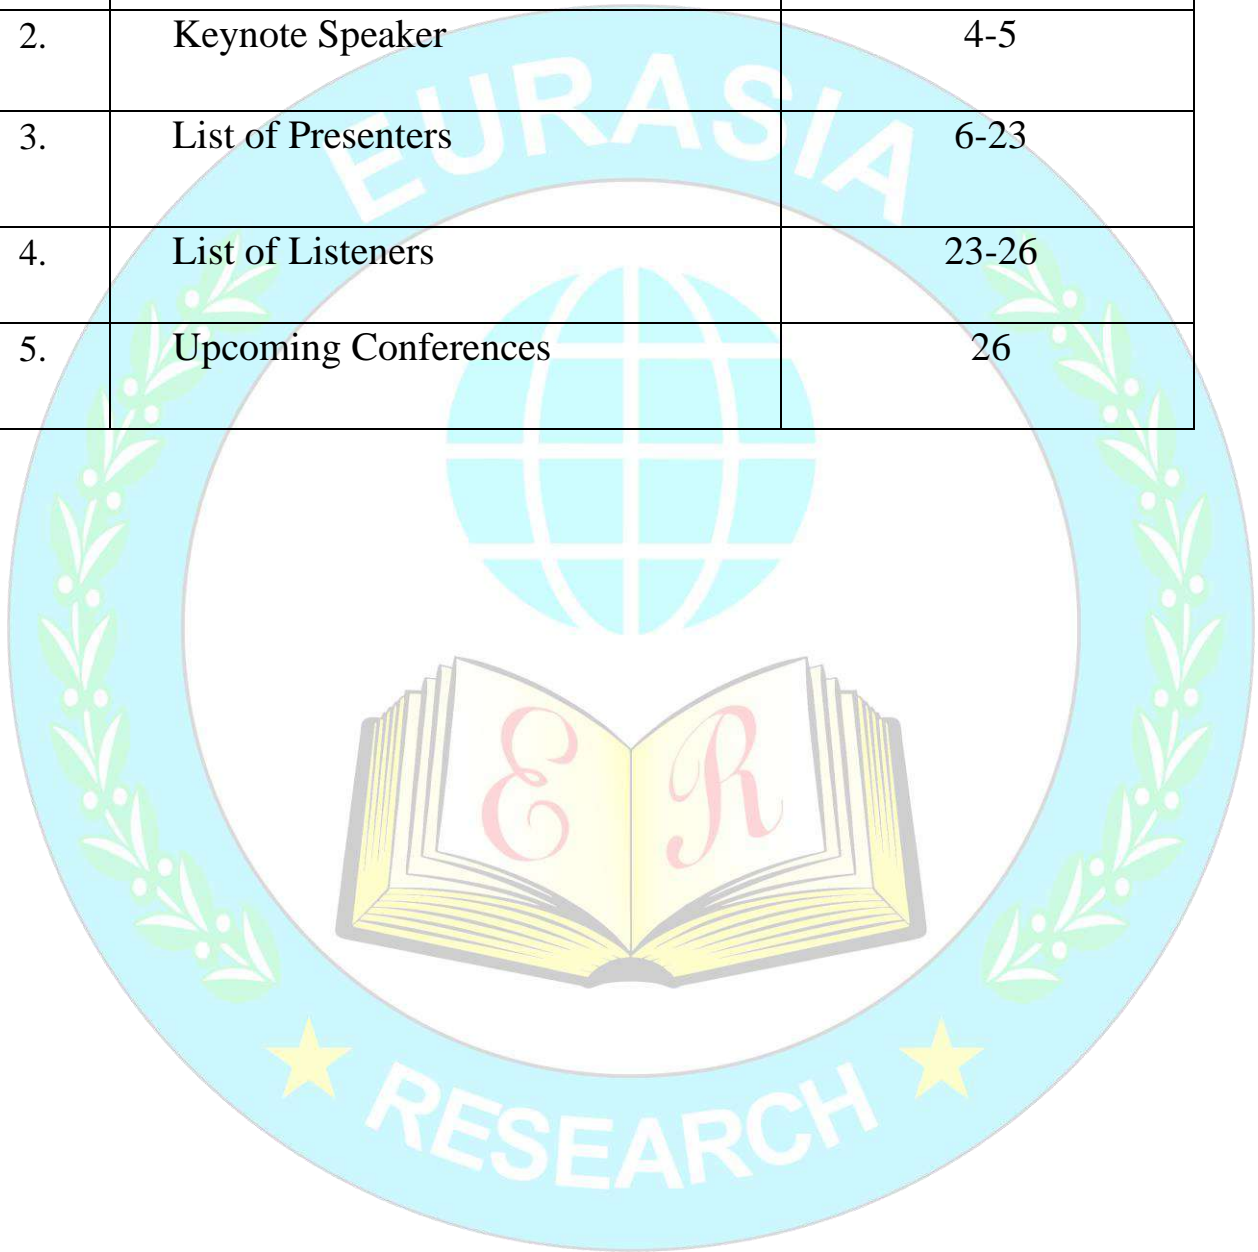 2. Keynote Speaker 4-5
3. List of Presenters 6-23
4. List of Listeners 23-26
5. Upcoming Conferences 26
EURASIA
E R
RESEARCH